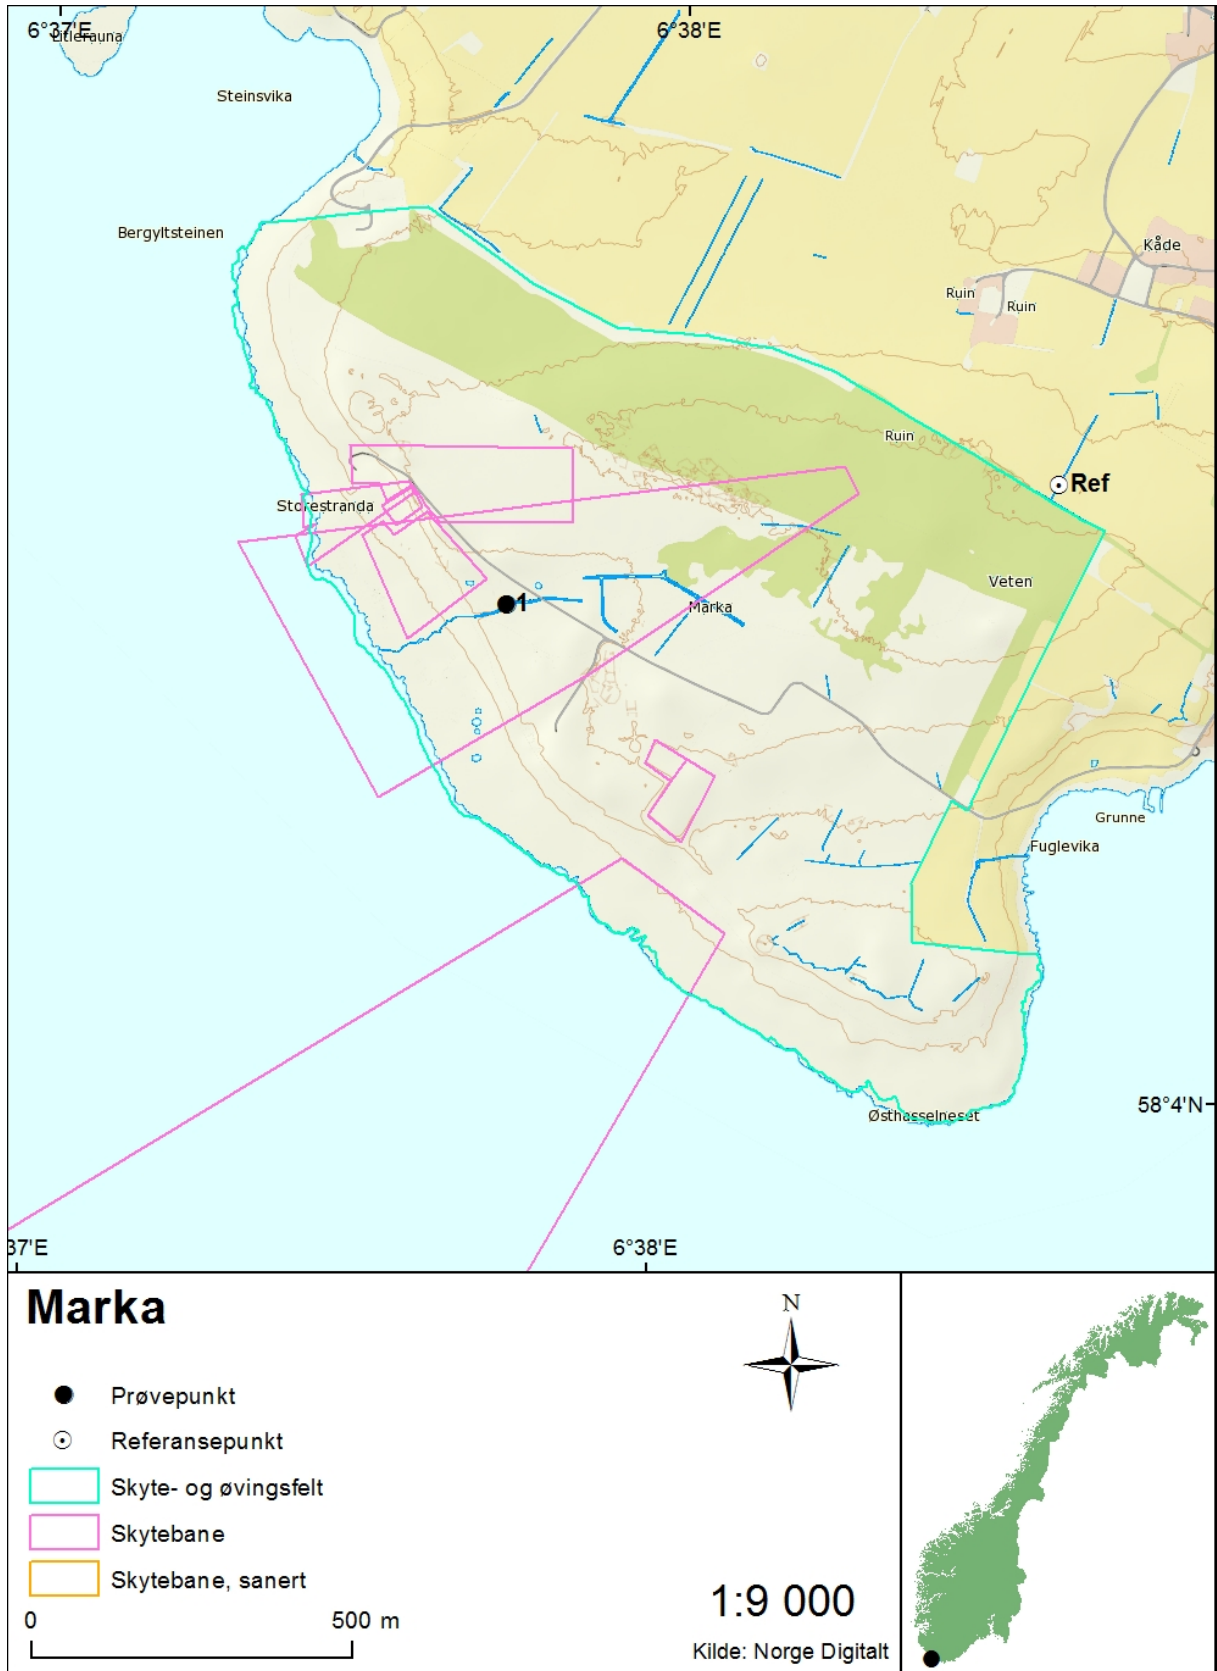 6°37'E
6°38'E
Litlerauna
Steinsvika
Bergyltsteinen
Kåde
Ruin
Ruin
Ruin
Ref
Storestranda
Veten
1
Marka
Grunne
Fuglevika
58°4'N
Østhasselneset
37'E
6°38'E
Marka
N
Prøvepunkt
Referansepunkt
Skyte- og øvingsfelt
Skytebane
Skytebane, sanert
0 500 m
1:9 000
Kilde: Norge Digitalt